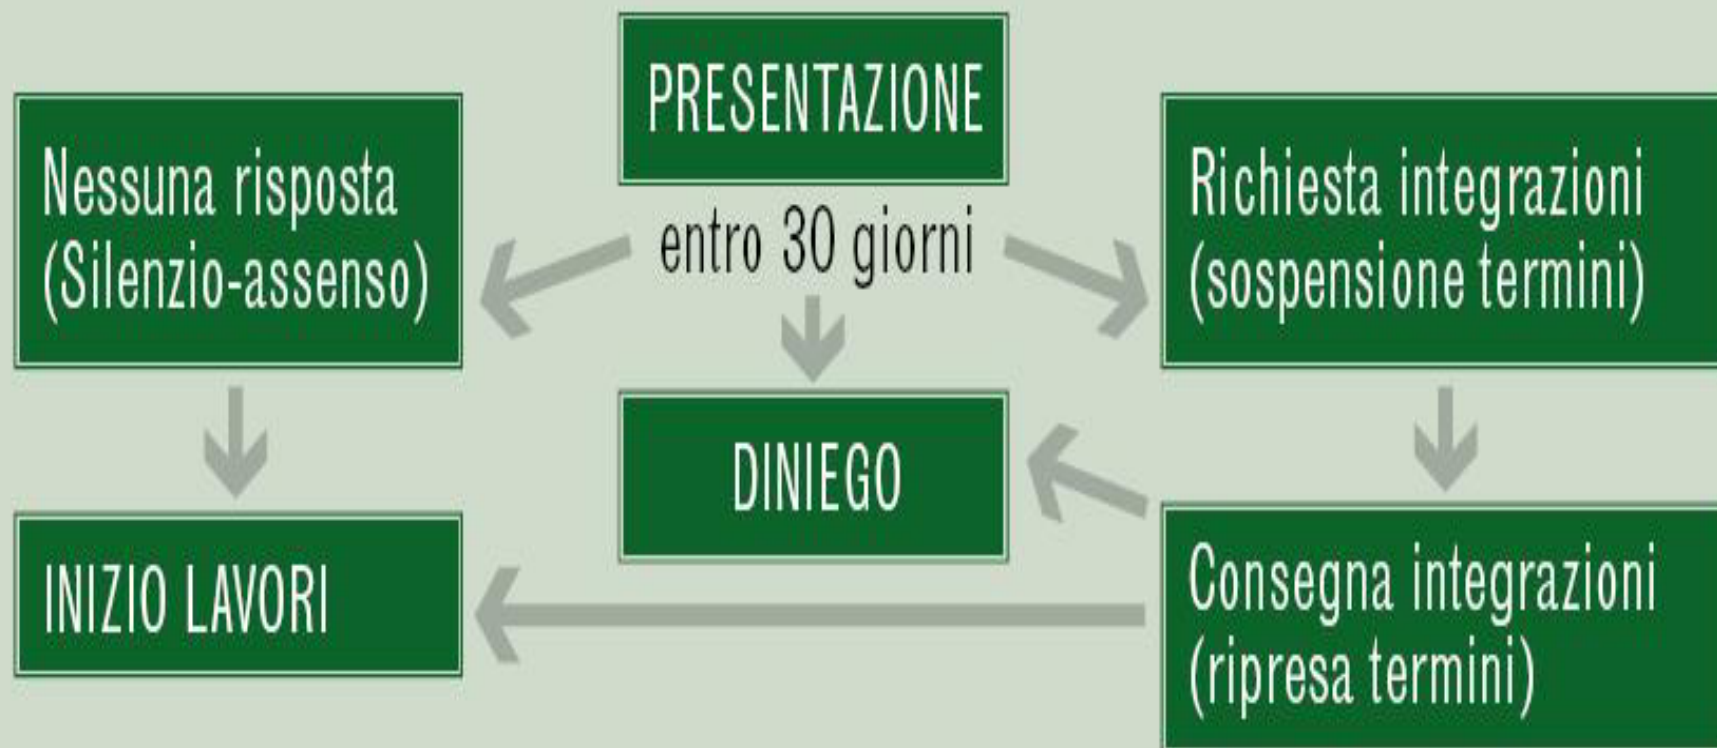 PRESENTAZIONE
entro 30 giorni
Nessuna risposta
(Silenzio-assenso)
Richiesta integrazioni
(sospensione termini)
DINIEGO
INIZIO LAVORI
Consegna integrazioni
(ripresa termini)